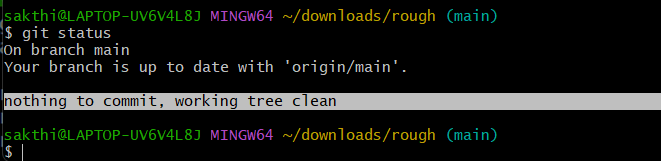 sakthi@LAPTOP-UV6V4L8J MINGW64 ~/downloads/rough (main)
$ git status
On branch main
Your branch is up to date with 'origin/main'.
nothing to commit, working tree clean
sakthi@LAPTOP-UV6V4L8J MINGW64 ~/downloads/rough (main)
$